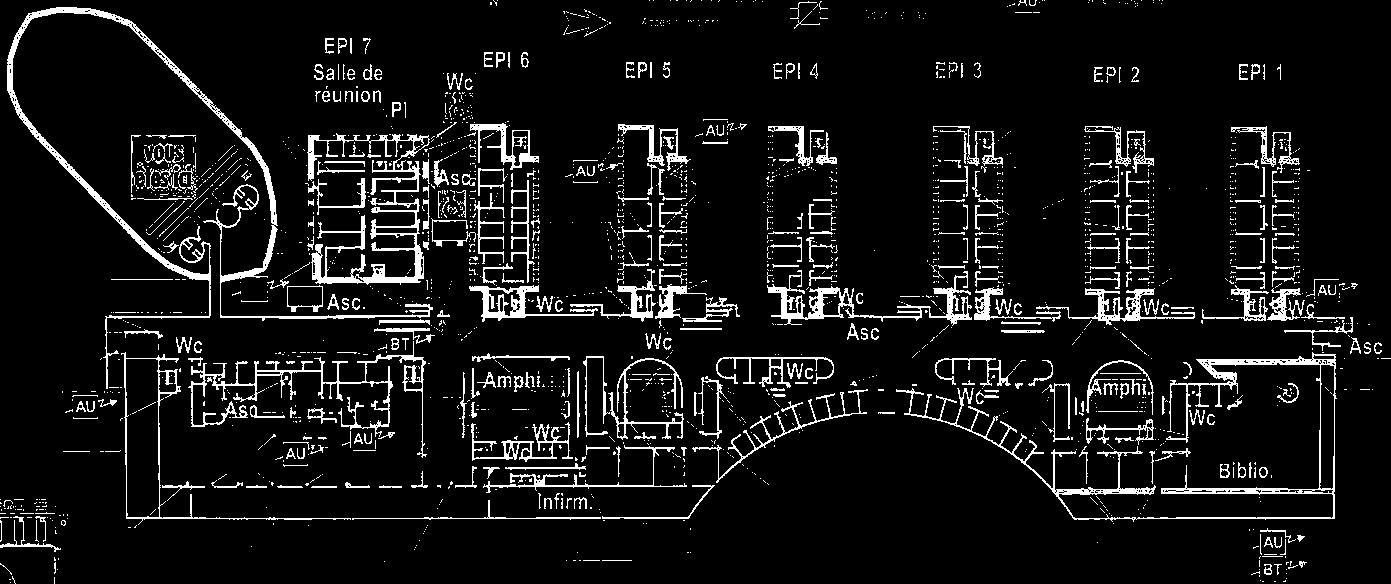 AU
EPI 7
EPI 6
EPI 5
EPI 4
EPI 3
EPI 2
EPI 1
Salle de
réunion
Wc
PI
AU
vous
êtes ici
Asc.
AU
Asc.
Wc
Wc
Wc
Wc
Wc
AU
Asc
BT
Wc
Wc
Asc
Amphi.
Wc
Wc
Amphi.
AU
Asc
Wc
AU
AU
Wc
Wc
Biblio.
Infirm.
AU
BT